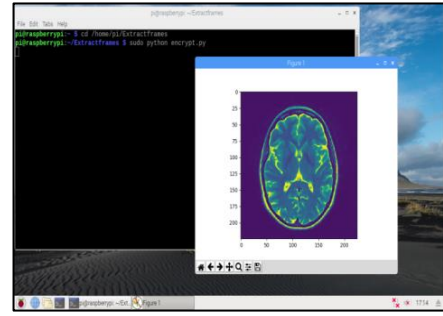 pi@raspberrypi: ~/Extractframes
File Edit Tabs Help
pi@raspberrypi:~ $ cd /home/pi/Extractframes
pi@raspberrypi:~/Extractframes $ sudo python encrypt.py
Figure 1
0
25
50
75
100
125
150
175
200
0 50 100 150 200
pi@raspberrypi: ~/Ext... Figure 1 1714